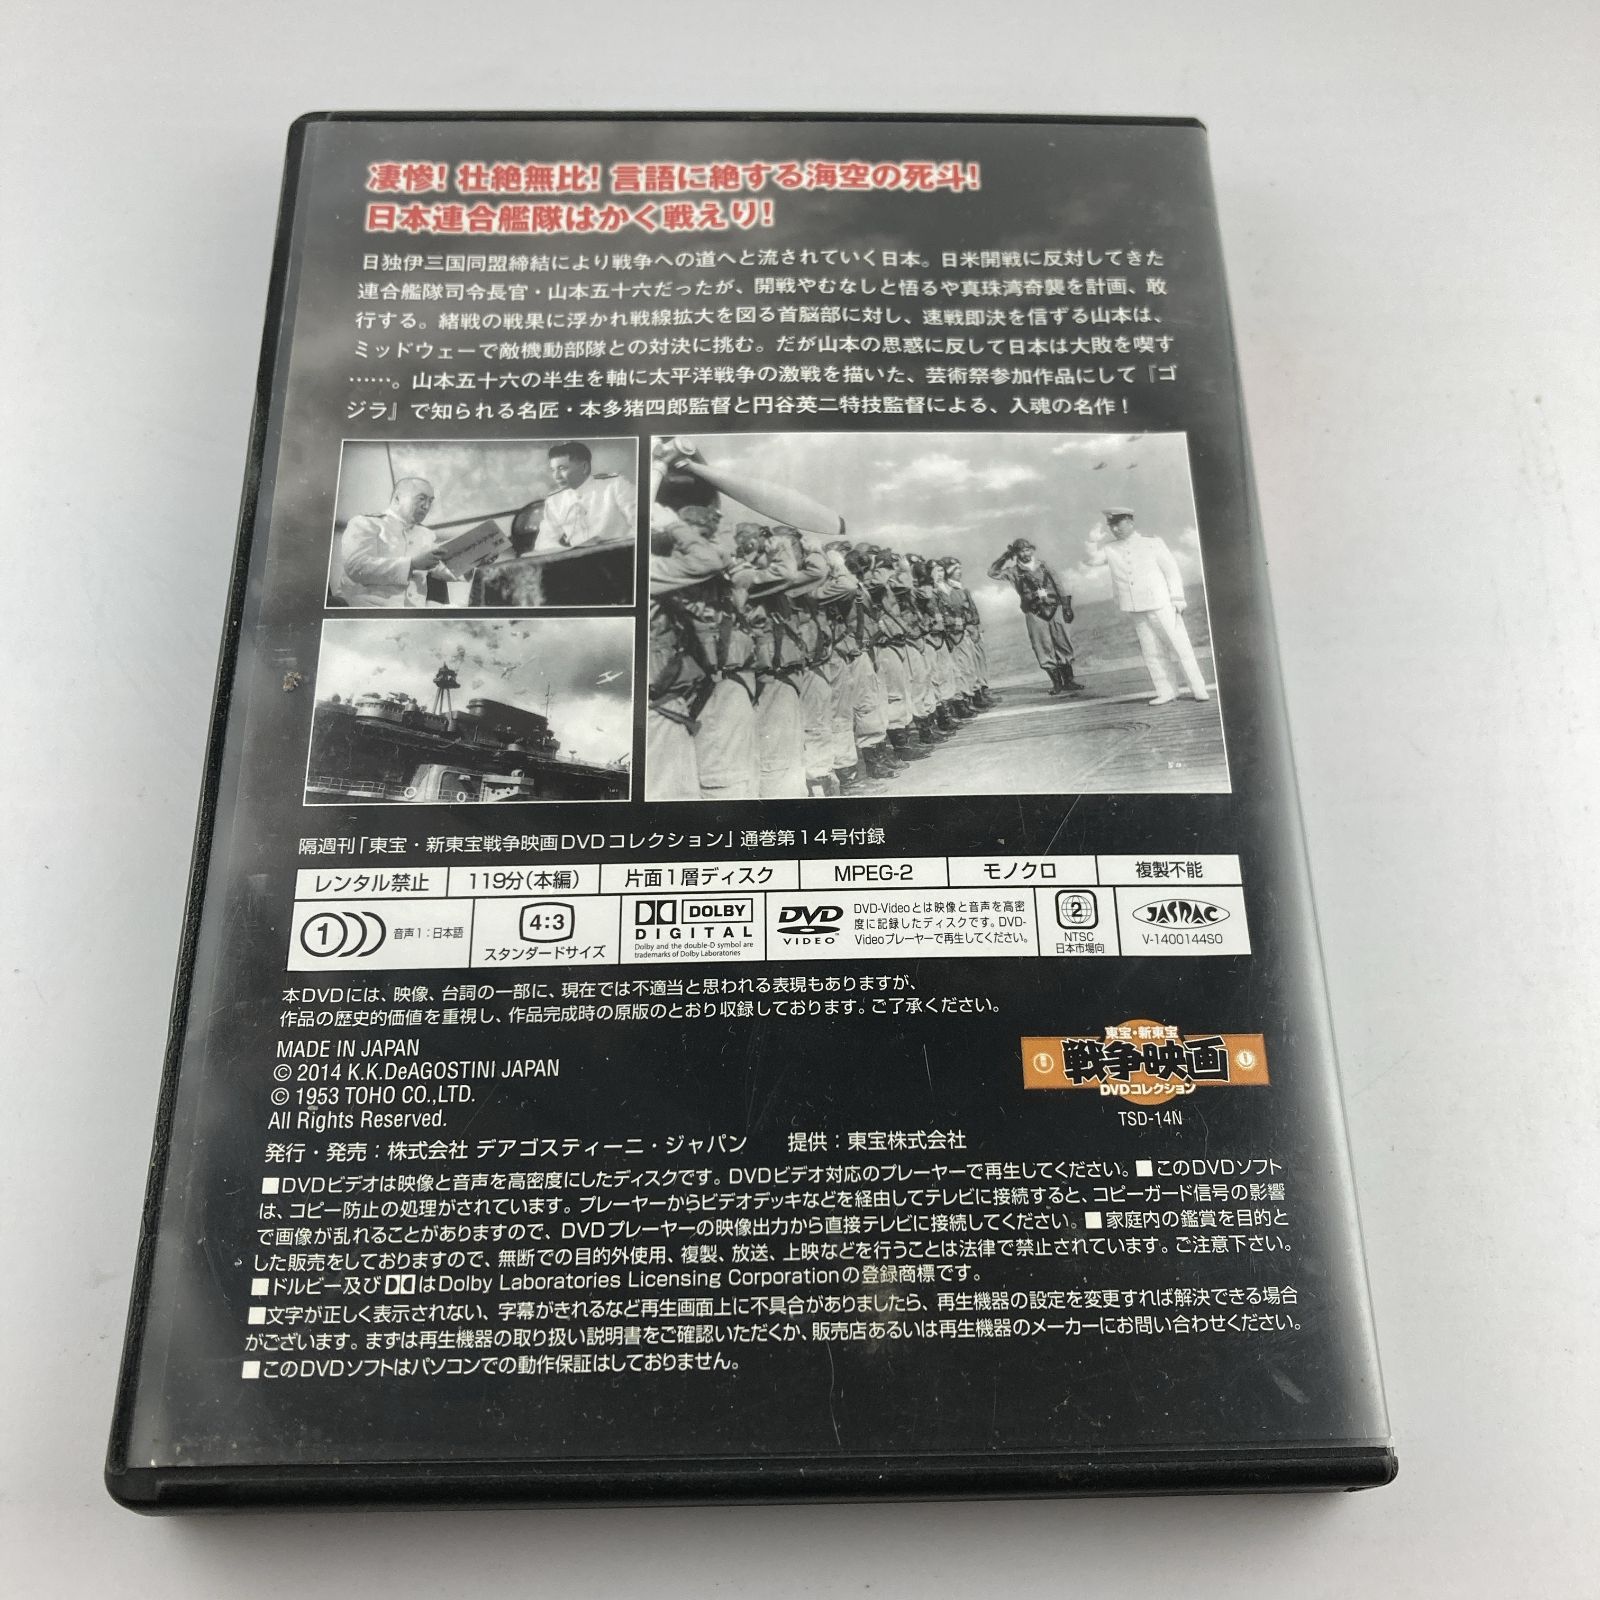 凄惨! 壮絶無比! 言語に絶する海空の死斗!
日本連合艦隊はかく戦えり!
日独伊三国同盟締結により戦争への道へと流されていく日本。日米開戦に反対してきた
連合艦隊司令長官・山本五十六だったが、開戦やむなしと悟るや真珠湾奇襲を計画、敢
行する。緒戦の戦果に浮かれ戦線拡大を図る首脳部に対し、速戦即決を信ずる山本は、
ミッドウェーで敵機動部隊との対決に挑む。だが山本の思惑に反して日本は大敗を喫す
……。山本五十六の半生を軸に太平洋戦争の激戦を描いた、芸術祭参加作品にして『ゴ
ジラ』で知られる名匠・本多猪四郎監督と円谷英二特技監督による、入魂の名作!
隔週刊「東宝・新東宝戦争映画DVDコレクション」通巻第14号付録
レンタル禁止 119分(本編) 片面1層ディスク MPEG-2 モノクロ 複製不能
1 音声1:日本語
4:3 スタンダードサイズ
DOLBY DIGITAL
Dolby and the double-D symbol are
trademarks of Dolby Laboratories
DVD VIDEO
DVD-Videoとは映像と音声を高密
度に記録したディスクです。DVD-
Videoプレーヤーで再生してください。
2 NTSC 日本市場向
JASRAC
V-1400144SO
本DVDには、映像、台詞の一部に、現在では不適当と思われる表現もありますが、
作品の歴史的価値を重視し、作品完成時の原版のとおり収録しております。ご了承ください。
MADE IN JAPAN
© 2014 K.K.DeAGOSTINI JAPAN
© 1953 TOHO CO.,LTD.
All Rights Reserved.
東宝・新東宝
戦争映画
DVDコレクション
TSD-14N
発行・発売:株式会社 デアゴスティーニ・ジャパン 提供:東宝株式会社
■DVDビデオは映像と音声を高密度にしたディスクです。DVDビデオ対応のプレーヤーで再生してください。■このDVDソフト
は、コピー防止の処理がされています。プレーヤーからビデオデッキなどを経由してテレビに接続すると、コピーガード信号の影響
で画像が乱れることがありますので、DVDプレーヤーの映像出力から直接テレビに接続してください。■家庭内の鑑賞を目的と
した販売をしておりますので、無断での目的外使用、複製、放送、上映などを行うことは法律で禁止されています。ご注意下さい。
■ドルビー及びDDはDolby Laboratories Licensing Corporationの登録商標です。
■文字が正しく表示されない、字幕がきれるなど再生画面上に不具合がありましたら、再生機器の設定を変更すれば解決できる場合
がございます。まずは再生機器の取り扱い説明書をご確認いただくか、販売店あるいは再生機器のメーカーにお問い合わせください。
■このDVDソフトはパソコンでの動作保証はしておりません。